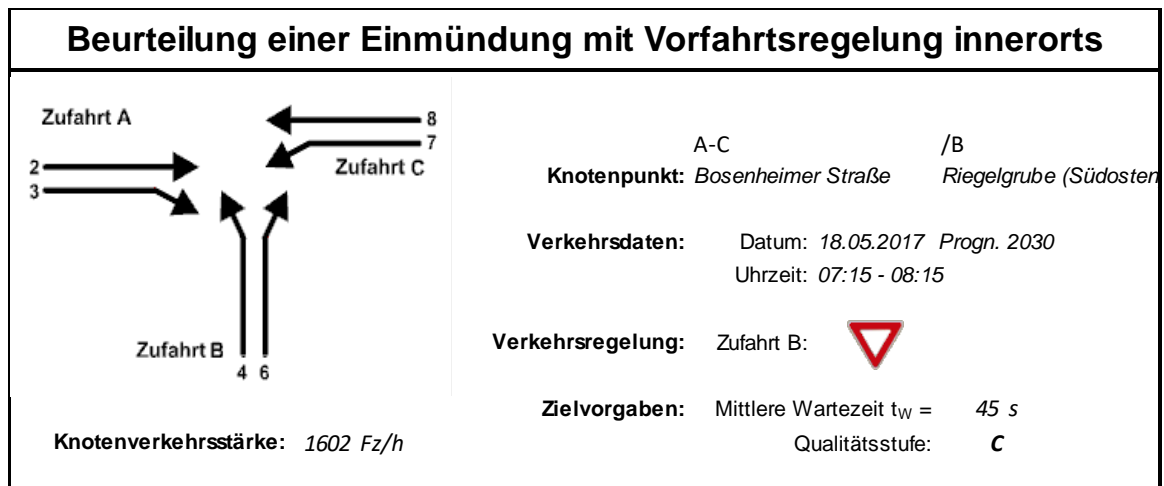 Beurteilung einer Einmündung mit Vorfahrtsregelung innerorts
Zufahrt A
8
7
2
Zufahrt C
3
Zufahrt B
4 6
Knotenverkehrsstärke: 1602 Fz/h
A-C /B
Knotenpunkt: Bosenheimer Straße Riegelgrube (Südosten
Verkehrsdaten: Datum: 18.05.2017 Progn. 2030
Uhrzeit: 07:15 - 08:15
Verkehrsregelung: Zufahrt B:
Zielvorgaben: Mittlere Wartezeit tW = 45 s
Qualitätsstufe: C